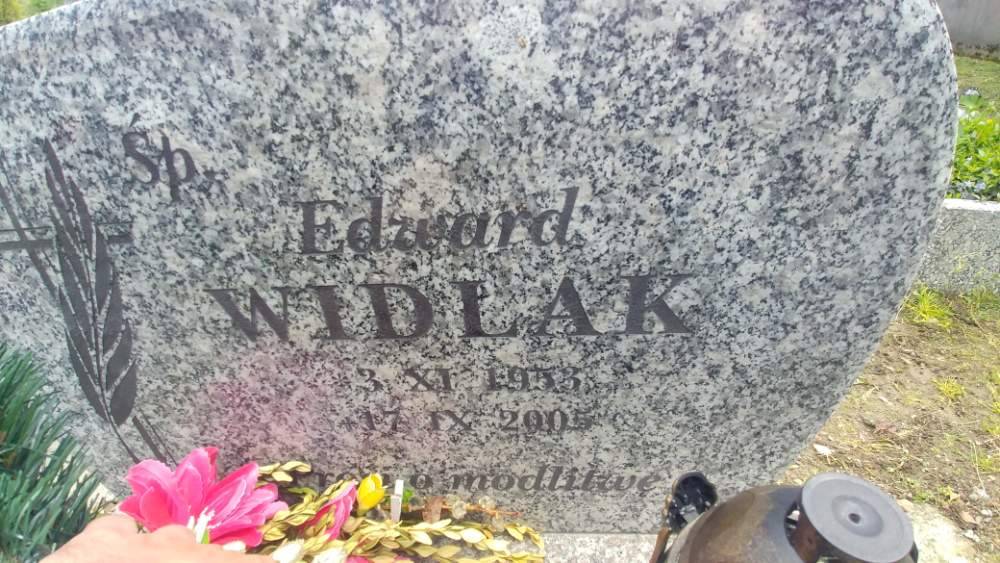 Śp.
Edward
WIDLAK
3 XI 1953
17 IX 2005
o modlitwę